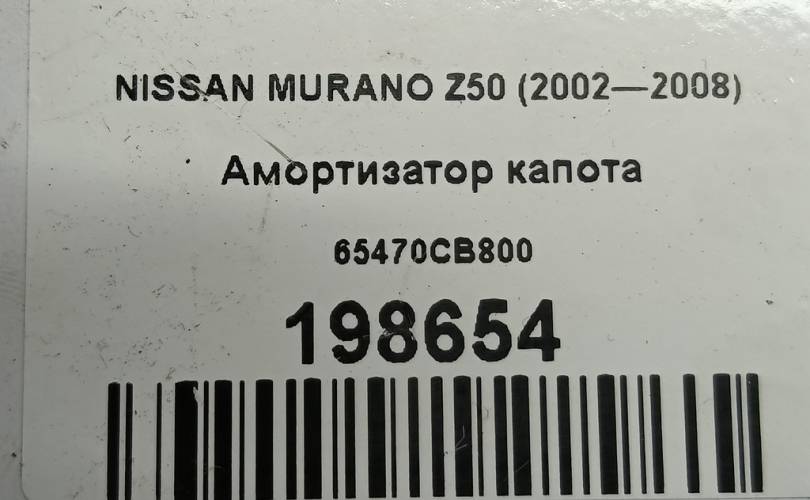 NISSAN MURANO Z50 (2002—2008)
Амортизатор капота
65470CB800
198654